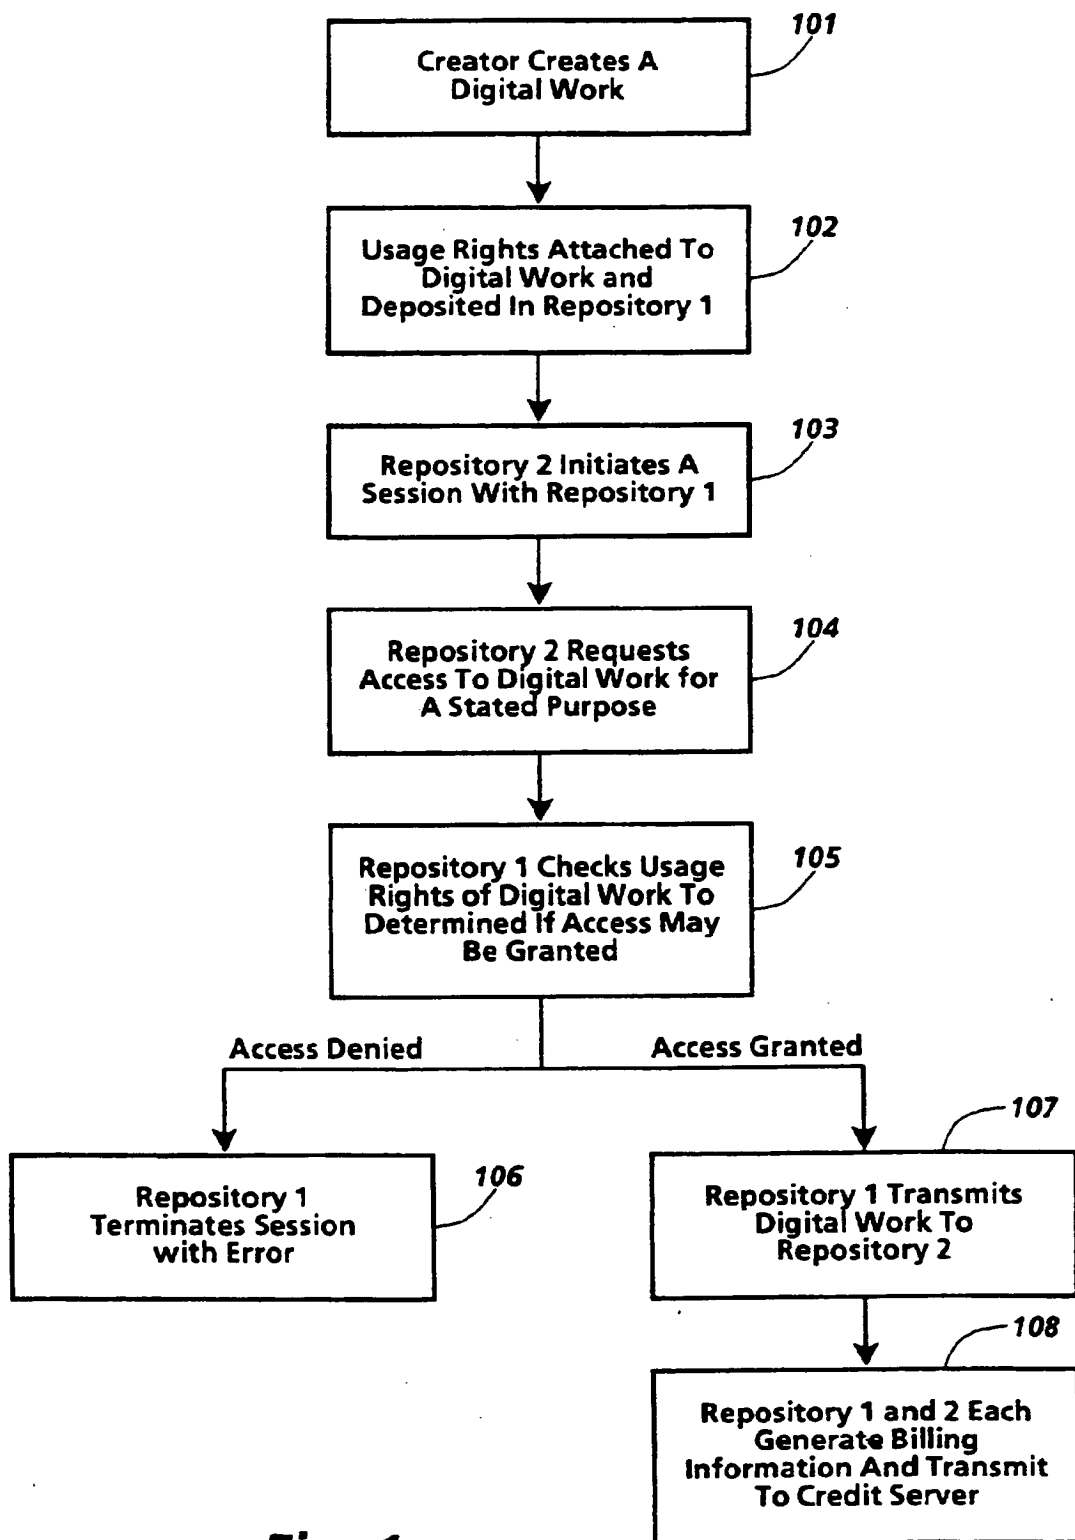 101
Creator Creates A
Digital Work
102
Usage Rights Attached To
Digital Work and
Deposited In Repository 1
103
Repository 2 Initiates A
Session With Repository 1
104
Repository 2 Requests
Access To Digital Work for
A Stated Purpose
105
Repository 1 Checks Usage
Rights of Digital Work To
Determined If Access May
Be Granted
Access Denied
Access Granted
106
Repository 1
Terminates Session
with Error
107
Repository 1 Transmits
Digital Work To
Repository 2
108
Repository 1 and 2 Each
Generate Billing
Information And Transmit
To Credit Server